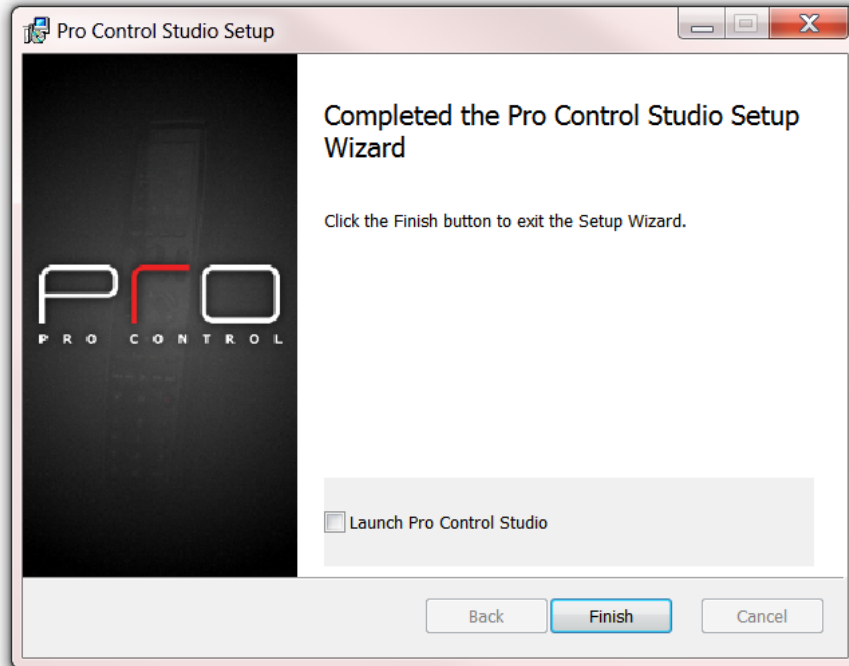 Pro Control Studio Setup
Completed the Pro Control Studio Setup
Wizard
Click the Finish button to exit the Setup Wizard.
pro
PRO CONTROL
Launch Pro Control Studio
Back Finish Cancel